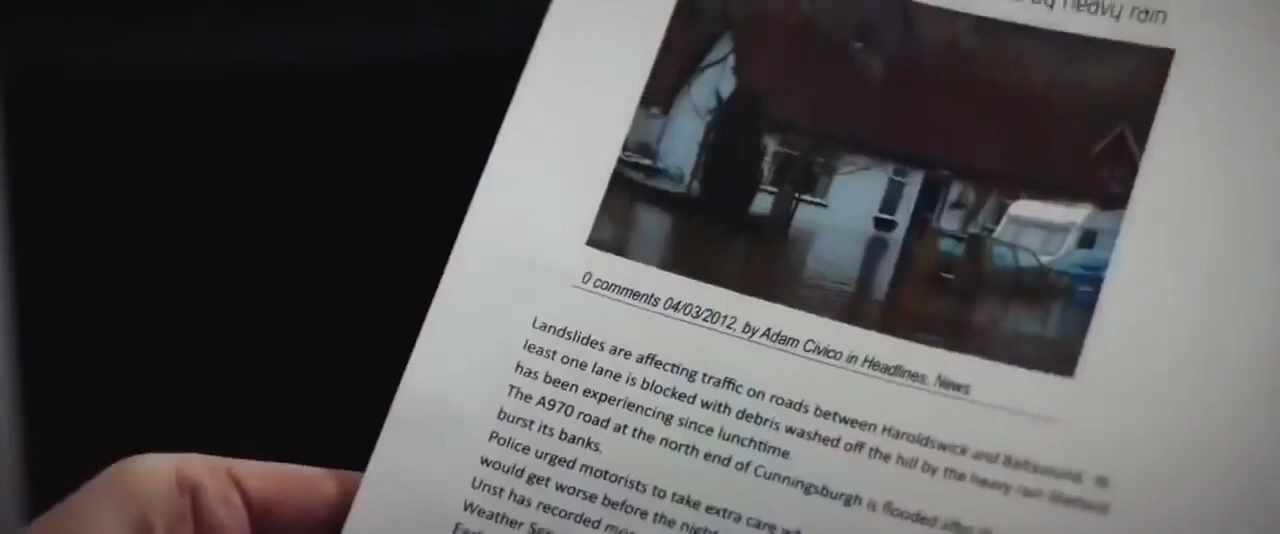 by heavy rain
0 comments 04/03/2012, by Adam Civico in Headlines, News
Landslides are affecting traffic on roads between Haroldswick and Baltasound.
least one lane is blocked with debris washed off the hill by the heavy rain
has been experiencing since lunchtime.
The A970 road at the north end of Cunningsburgh is flooded after
burst its banks.
Police urged motorists to take extra care
would get worse before the night
Unst has recorded
Weather